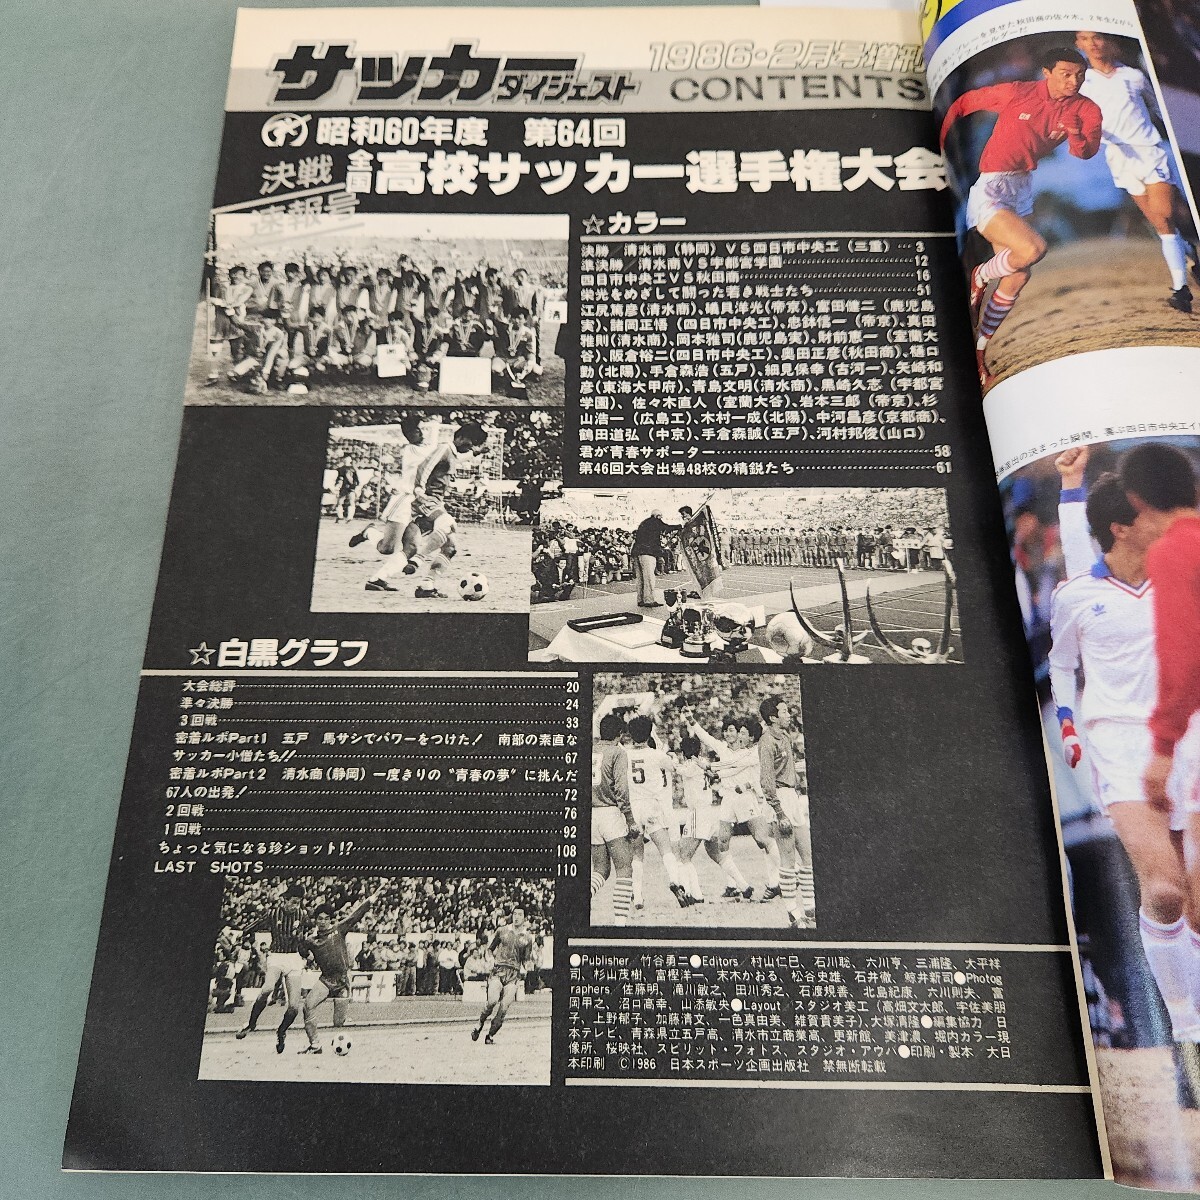 サッカーダイジェスト
1986・2月号増刊
CONTENTS
昭和60年度 第64回
全国高校サッカー選手権大会
決戦
速報号
☆カラー
決勝/清水商(静岡)VS四日市中央工(三重)…3
準決勝/清水商VS宇都宮学園…12
四日市中央工VS秋田商…16
栄光をめざして闘った若き戦士たち…51
江尻篤彦(清水商)、礒貝洋光(帝京)、富田健二(鹿児島
実)、諸岡正悟(四日市中央工)、忠鉢信一(帝京)、真田
雅則(清水商)、岡本雅司(鹿児島実)、財前恵一(室蘭大
谷)、阪倉裕二(四日市中央工)、奥田正彦(秋田商)、樋口
勤(北陽)、手倉森浩(五戸)、細見保幸(古河一)、矢崎和
彦(東海大甲府)、青島文明(清水商)、黒崎久志(宇都宮
学園)、佐々木直人(室蘭大谷)、岩本三郎(帝京)、杉
山浩一(広島工)、木村一成(北陽)、中河昌彦(京都商)、
鶴田道弘(中京)、手倉森誠(五戸)、河村邦俊(山口)
君が青春サポーター…58
第46回大会出場48校の精鋭たち…61
☆白黒グラフ
大会総評…20
準々決勝…24
3回戦…33
密着ルポPart1 五戸 馬サシでパワーをつけた! 南部の素直な
サッカー小僧たち!!…67
密着ルポPart2 清水商(静岡)一度きりの“青春の夢”に挑んだ
67人の出発!…72
2回戦…76
1回戦…92
ちょっと気になる珍ショット!?…108
LAST SHOTS…110
●Publisher/竹谷勇二●Editors/村山仁巳、石川聡、六川亨、三浦隆、大平祥
司、杉山茂樹、富樫洋一、末木かおる、松谷史雄、石井徹、鯨井新司●Photog
raphers/佐藤明、滝川敏之、田川秀之、石渡規善、北島紀康、六川則夫、富
岡甲之、沼口高幸、山添敏央●Layout/スタジオ美工(高畑文太郎、宇佐美朋
子、上野郁子、加藤清文、一色真由美、雑賀貴美子)、大塚清隆●編集協力/日
本テレビ、青森県立五戸高、清水市立商業高、更新館、美津濃、堀内カラー現
像所、桜映社、スピリット・フォトス、スタジオ・アウパ●印刷・製本/大日
本印刷 ©1986 日本スポーツ企画出版社 禁無断転載